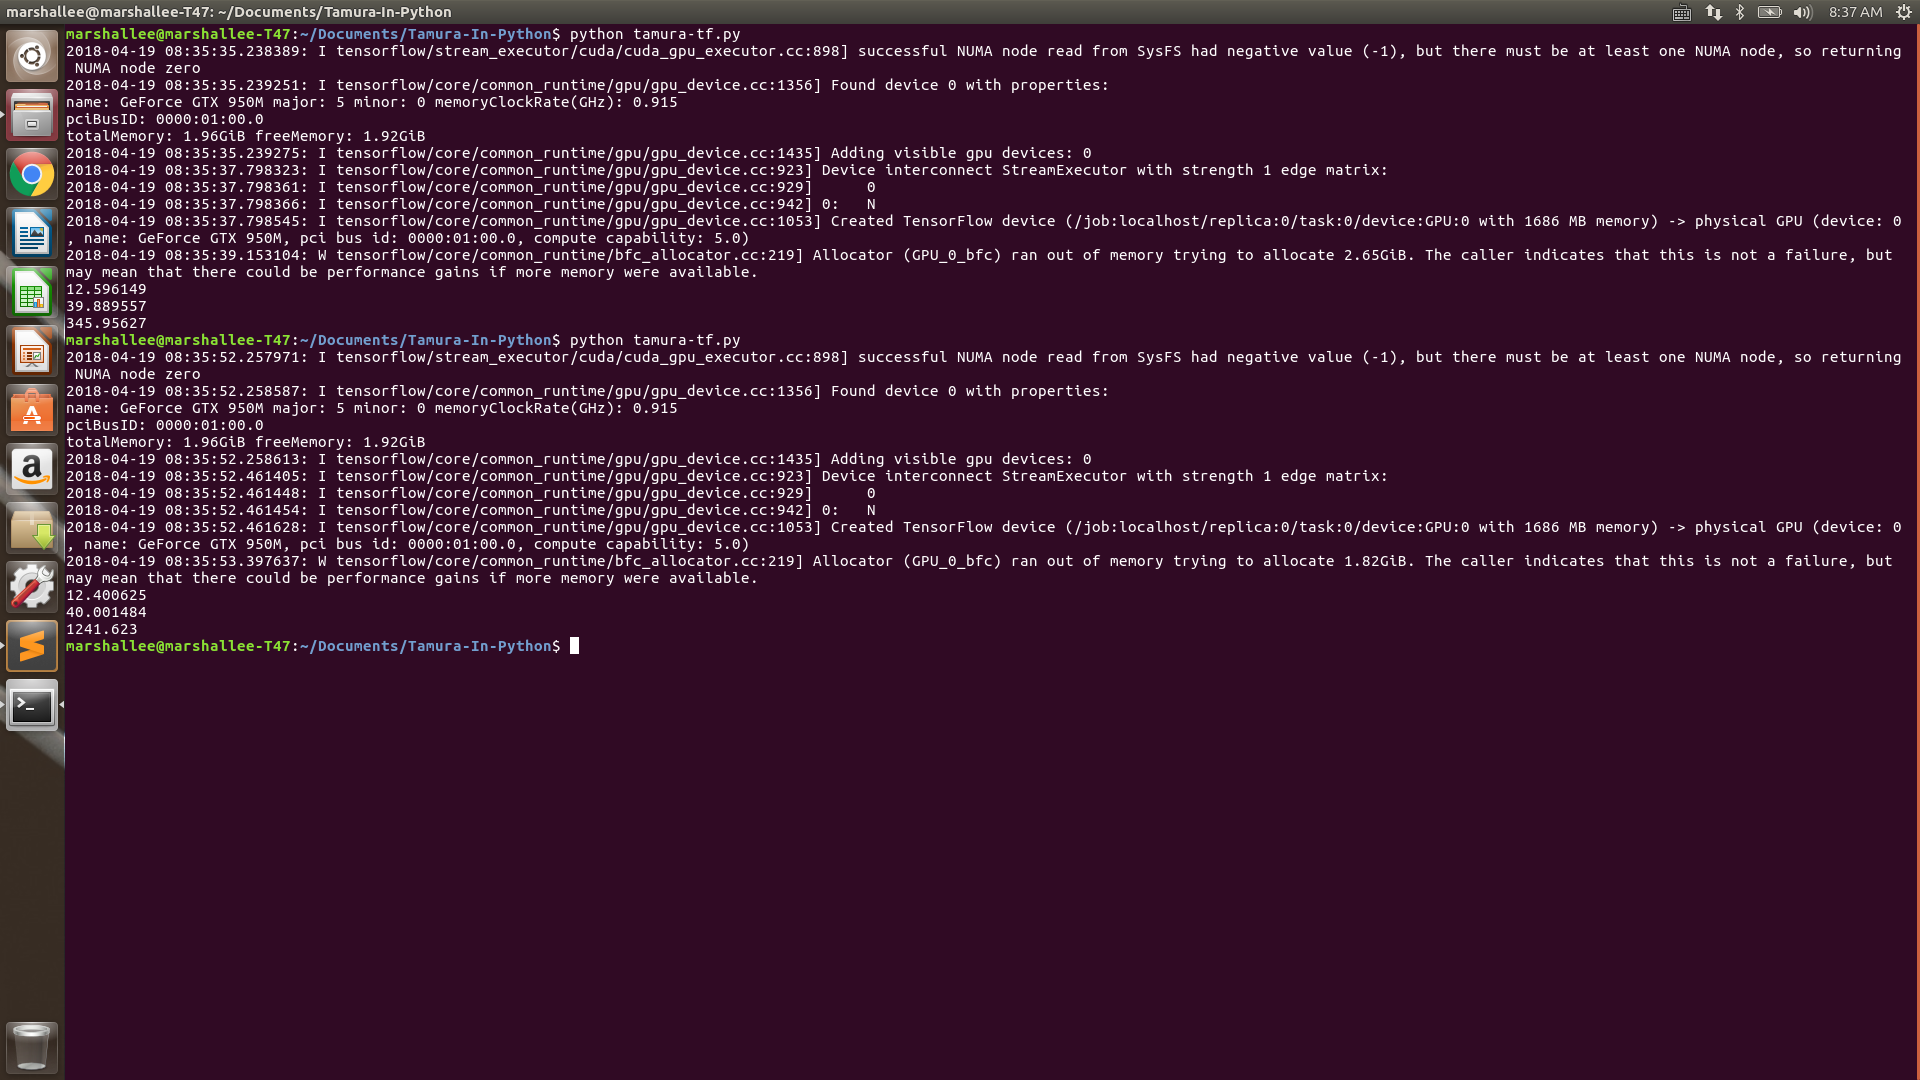 marshallee@marshallee-T47: ~/Documents/Tamura-In-Python
8:37 AM
marshallee@marshallee-T47:~/Documents/Tamura-In-Python$ python tamura-tf.py
2018-04-19 08:35:35.238389: I tensorflow/stream_executor/cuda/cuda_gpu_executor.cc:898] successful NUMA node read from SysFS had negative value (-1), but there must be at least one NUMA node, so returning
 NUMA node zero
2018-04-19 08:35:35.239251: I tensorflow/core/common_runtime/gpu/gpu_device.cc:1356] Found device 0 with properties:
name: GeForce GTX 950M major: 5 minor: 0 memoryClockRate(GHz): 0.915
pciBusID: 0000:01:00.0
totalMemory: 1.96GiB freeMemory: 1.92GiB
2018-04-19 08:35:35.239275: I tensorflow/core/common_runtime/gpu/gpu_device.cc:1435] Adding visible gpu devices: 0
2018-04-19 08:35:37.798323: I tensorflow/core/common_runtime/gpu/gpu_device.cc:923] Device interconnect StreamExecutor with strength 1 edge matrix:
2018-04-19 08:35:37.798361: I tensorflow/core/common_runtime/gpu/gpu_device.cc:929]      0
2018-04-19 08:35:37.798366: I tensorflow/core/common_runtime/gpu/gpu_device.cc:942] 0:   N
2018-04-19 08:35:37.798545: I tensorflow/core/common_runtime/gpu/gpu_device.cc:1053] Created TensorFlow device (/job:localhost/replica:0/task:0/device:GPU:0 with 1686 MB memory) -> physical GPU (device: 0
, name: GeForce GTX 950M, pci bus id: 0000:01:00.0, compute capability: 5.0)
2018-04-19 08:35:39.153104: W tensorflow/core/common_runtime/bfc_allocator.cc:219] Allocator (GPU_0_bfc) ran out of memory trying to allocate 2.65GiB. The caller indicates that this is not a failure, but
may mean that there could be performance gains if more memory were available.
12.596149
39.889557
345.95627
marshallee@marshallee-T47:~/Documents/Tamura-In-Python$ python tamura-tf.py
2018-04-19 08:35:52.257971: I tensorflow/stream_executor/cuda/cuda_gpu_executor.cc:898] successful NUMA node read from SysFS had negative value (-1), but there must be at least one NUMA node, so returning
 NUMA node zero
2018-04-19 08:35:52.258587: I tensorflow/core/common_runtime/gpu/gpu_device.cc:1356] Found device 0 with properties:
name: GeForce GTX 950M major: 5 minor: 0 memoryClockRate(GHz): 0.915
pciBusID: 0000:01:00.0
totalMemory: 1.96GiB freeMemory: 1.92GiB
2018-04-19 08:35:52.258613: I tensorflow/core/common_runtime/gpu/gpu_device.cc:1435] Adding visible gpu devices: 0
2018-04-19 08:35:52.461405: I tensorflow/core/common_runtime/gpu/gpu_device.cc:923] Device interconnect StreamExecutor with strength 1 edge matrix:
2018-04-19 08:35:52.461448: I tensorflow/core/common_runtime/gpu/gpu_device.cc:929]      0
2018-04-19 08:35:52.461454: I tensorflow/core/common_runtime/gpu/gpu_device.cc:942] 0:   N
2018-04-19 08:35:52.461628: I tensorflow/core/common_runtime/gpu/gpu_device.cc:1053] Created TensorFlow device (/job:localhost/replica:0/task:0/device:GPU:0 with 1686 MB memory) -> physical GPU (device: 0
, name: GeForce GTX 950M, pci bus id: 0000:01:00.0, compute capability: 5.0)
2018-04-19 08:35:53.397637: W tensorflow/core/common_runtime/bfc_allocator.cc:219] Allocator (GPU_0_bfc) ran out of memory trying to allocate 1.82GiB. The caller indicates that this is not a failure, but
may mean that there could be performance gains if more memory were available.
12.400625
40.001484
1241.623
marshallee@marshallee-T47:~/Documents/Tamura-In-Python$